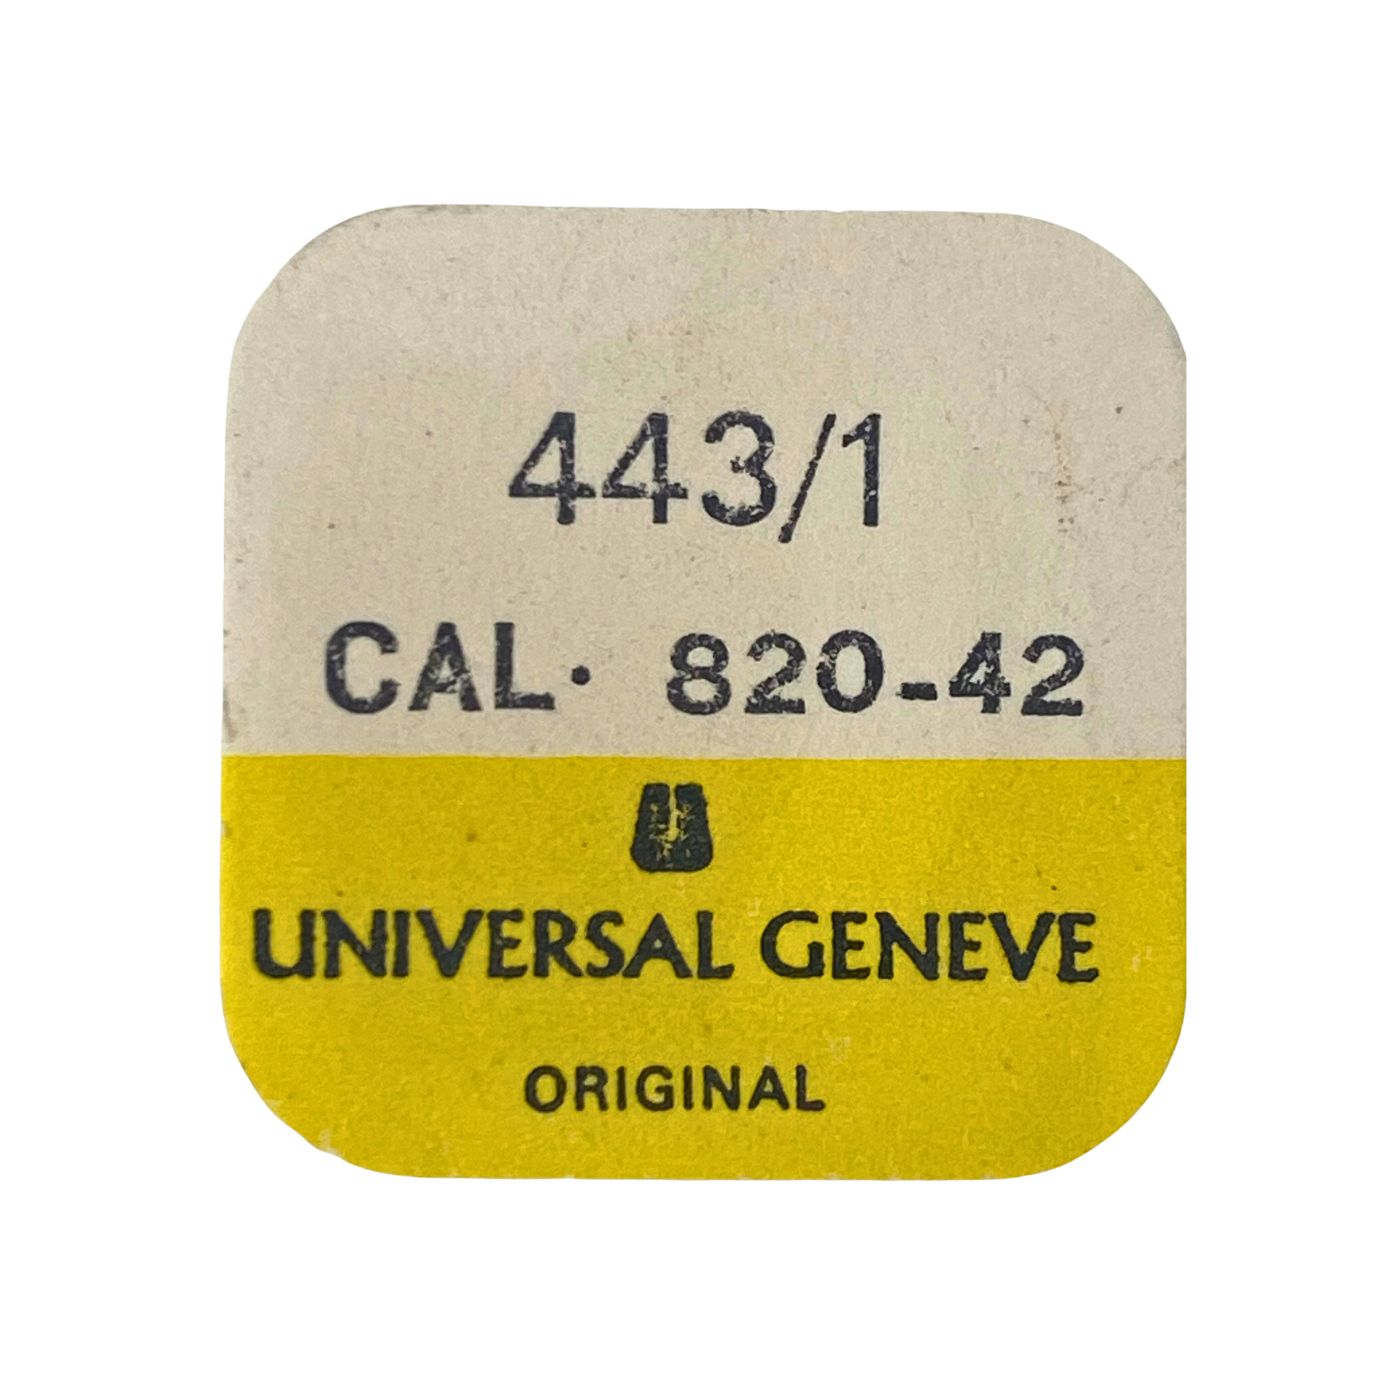 443/1
CAL. 820-42
UNIVERSAL GENEVE
ORIGINAL